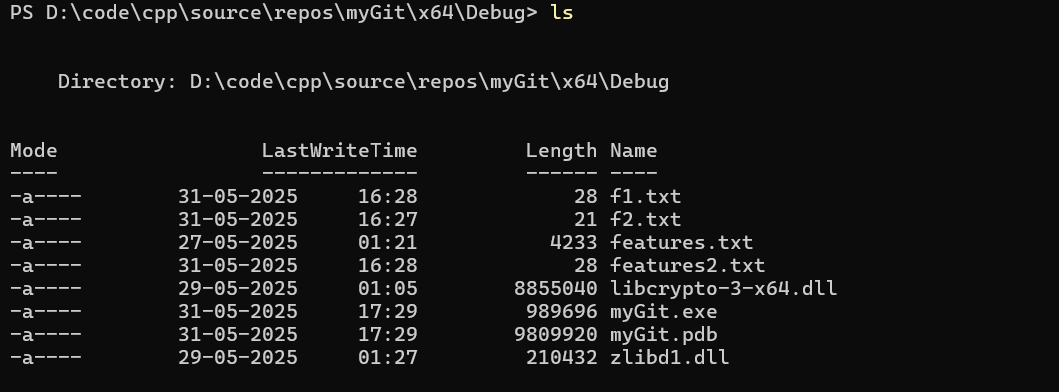 PS D:\code\cpp\source\repos\myGit\x64\Debug> ls
Directory: D:\code\cpp\source\repos\myGit\x64\Debug
Mode LastWriteTime Length Name
---- ------------- ------ ----
-a---- 31-05-2025 16:28 28 f1.txt
-a---- 31-05-2025 16:27 21 f2.txt
-a---- 27-05-2025 01:21 4233 features.txt
-a---- 31-05-2025 16:28 28 features2.txt
-a---- 29-05-2025 01:05 8855040 libcrypto-3-x64.dll
-a---- 31-05-2025 17:29 989696 myGit.exe
-a---- 31-05-2025 17:29 9809920 myGit.pdb
-a---- 29-05-2025 01:27 210432 zlibd1.dll